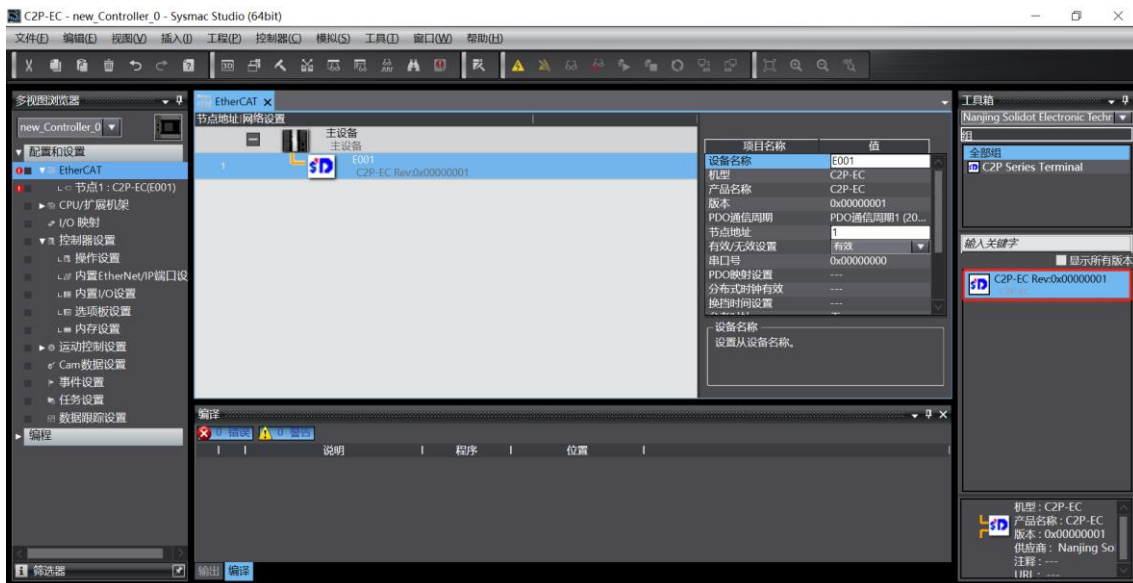 C2P-EC - new_Controller_0 - Sysmac Studio (64bit)
文件(F) 编辑(E) 视图(V) 插入(I) 工程(P) 控制器(C) 模拟(S) 工具(T) 窗口(W) 帮助(H)
多视图浏览器
new_Controller_0
配置和设置
EtherCAT
节点1 : C2P-EC(E001)
CPU/扩展机架
I/O 映射
控制器设置
操作设置
内置EtherNet/IP端口设
内置I/O设置
选项板设置
内存设置
运动控制设置
Cam数据设置
事件设置
任务设置
数据跟踪设置
编程
筛选器
EtherCAT
节点地址 网络设置
主设备
主设备
1
E001
C2P-EC Rev:0x00000001
项目名称 值
设备名称 E001
机型 C2P-EC
产品名称 C2P-EC
版本 0x00000001
PDO通信周期 PDO通信周期1 (20...
节点地址 1
有效/无效设置 有效
串口号 0x00000000
PDO映射设置 ---
分布式时钟有效 ---
换挡时间设置 ---
设备名称
设置从设备名称。
编译
0 错误 0 警告
说明 程序 位置
输出 编译
工具箱
Nanjing Solidot Electronic Techr
组
全部组
C2P Series Terminal
输入关键字
显示所有版本
C2P-EC Rev:0x00000001
C2P-EC
机型 : C2P-EC
产品名称 : C2P-EC
版本 : 0x00000001
供应商 : Nanjing So
注释 : ---
URL : ---